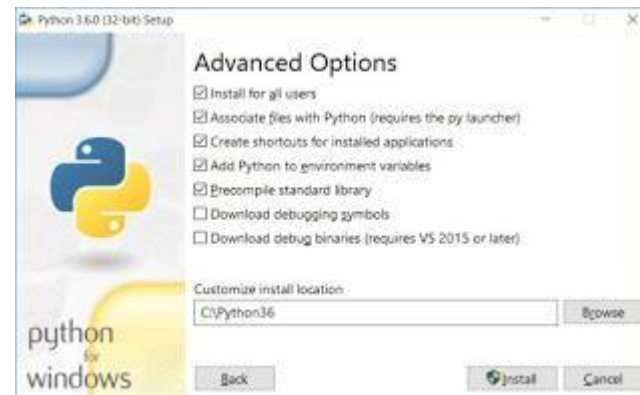 Python 3.6.0 (32-bit) Setup
Advanced Options
Install for all users
Associate files with Python (requires the py launcher)
Create shortcuts for installed applications
Add Python to environment variables
Precompile standard library
Download debugging symbols
Download debug binaries (requires VS 2015 or later)
Customize install location
C:\Python36
Browse
python
for
windows
Back
Install
Cancel